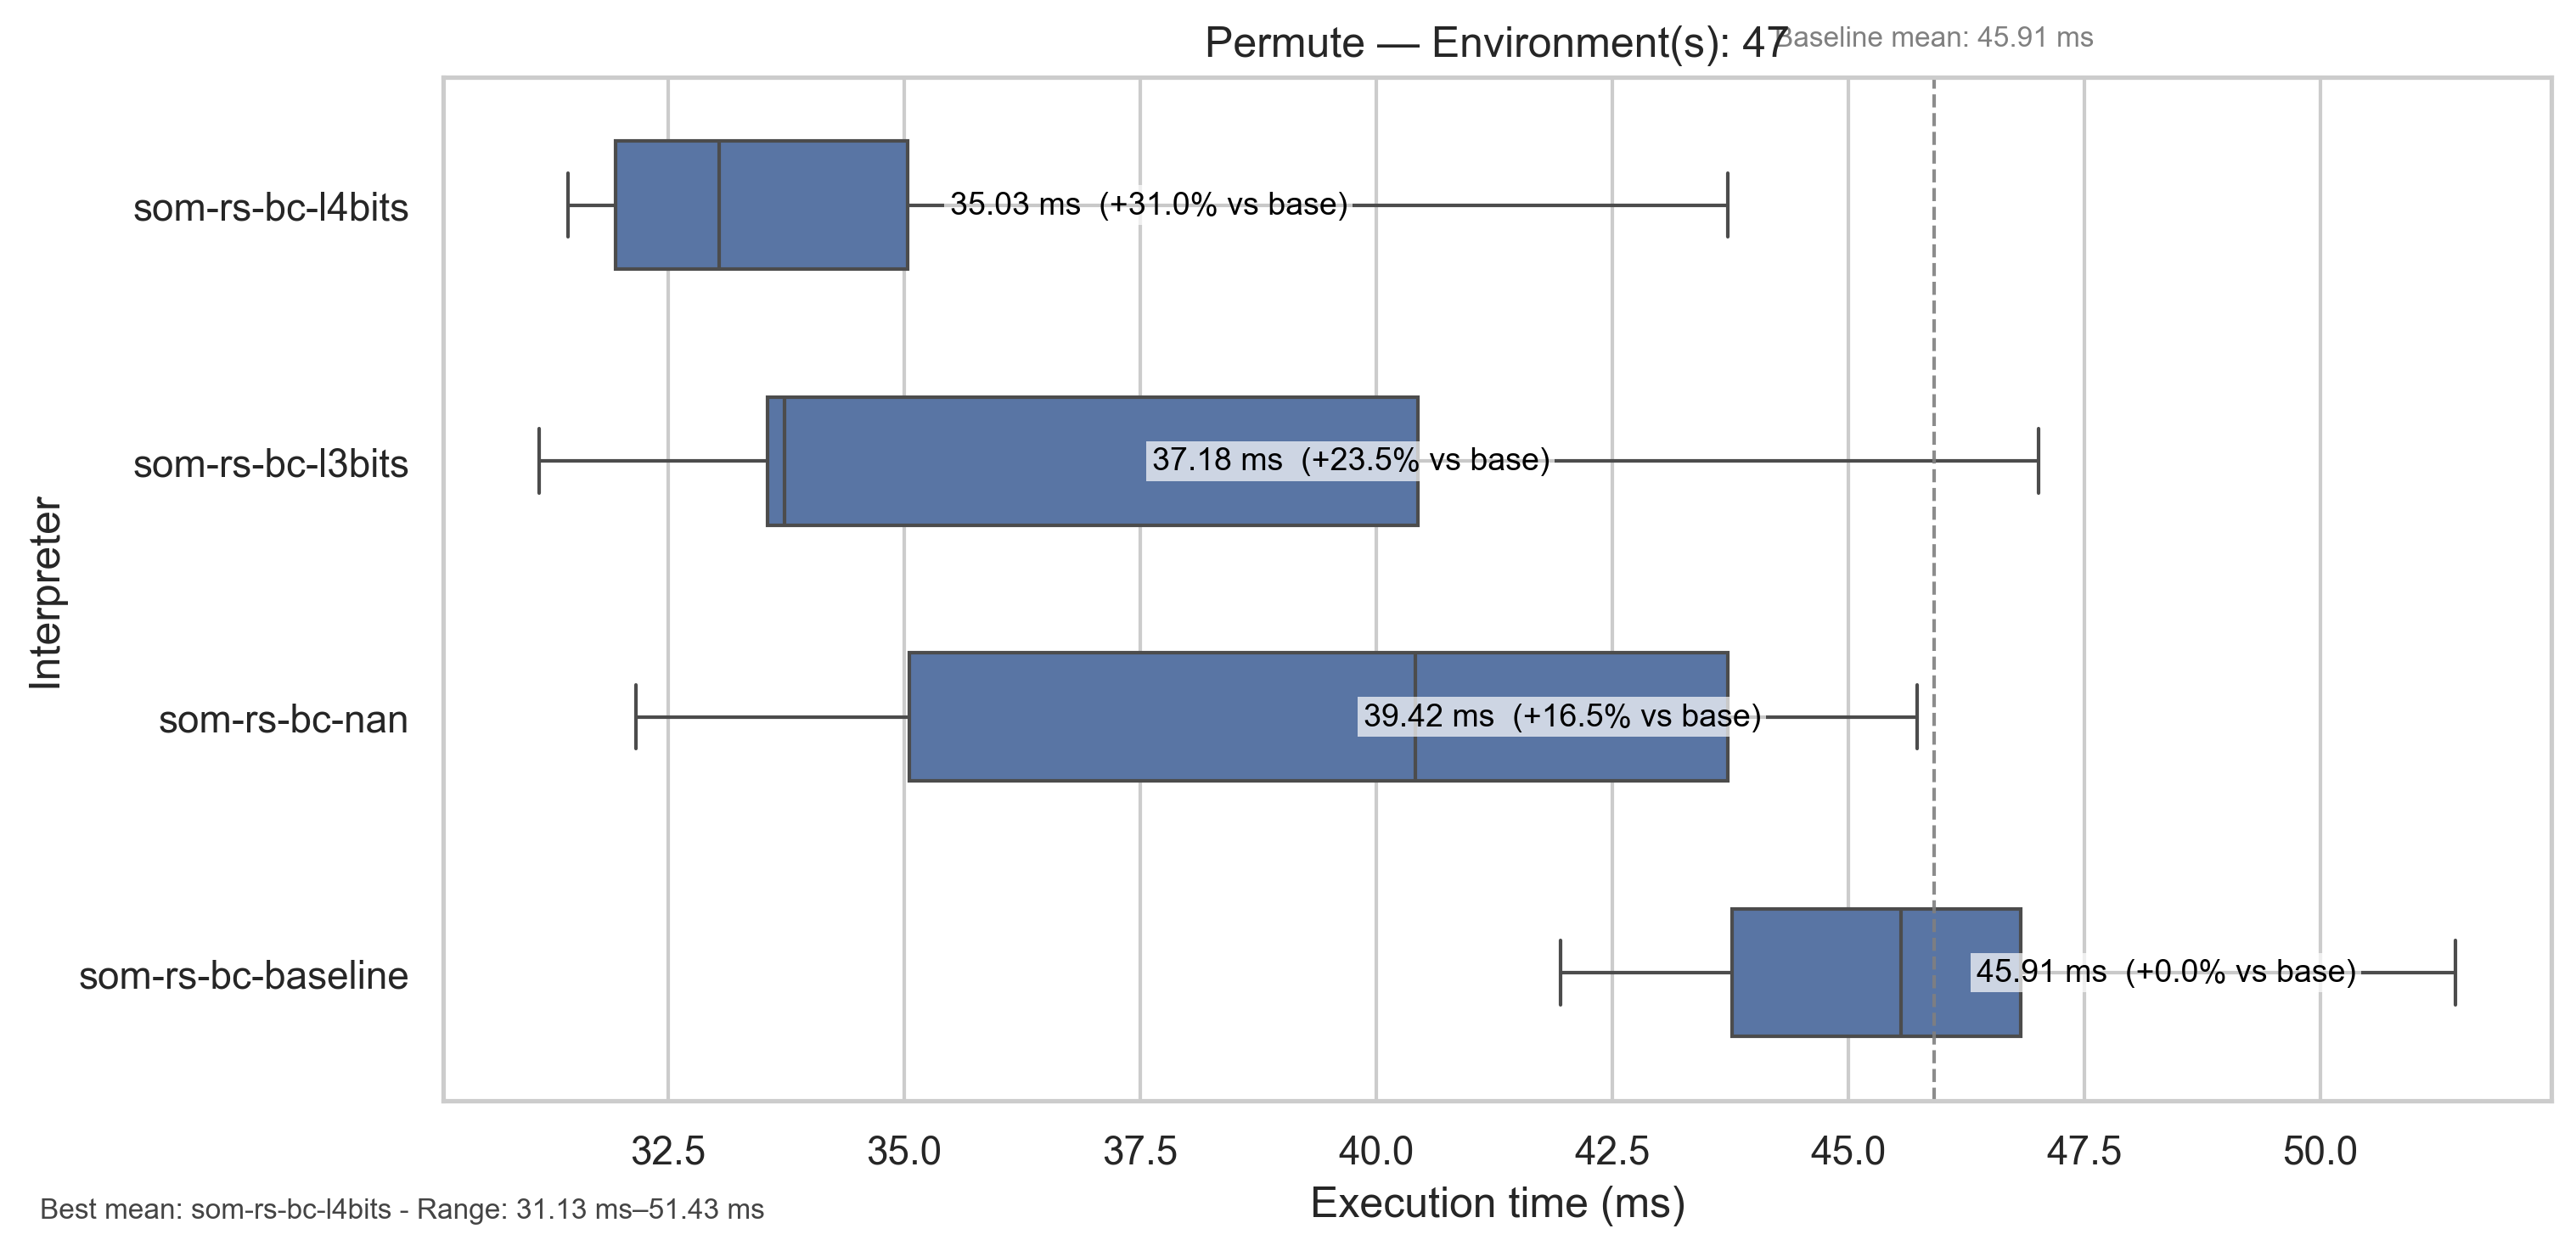 Permute — Environment(s): 47
Baseline mean: 45.91 ms
Interpreter
som-rs-bc-l4bits
35.03 ms (+31.0% vs base)
som-rs-bc-l3bits
37.18 ms (+23.5% vs base)
som-rs-bc-nan
39.42 ms (+16.5% vs base)
som-rs-bc-baseline
45.91 ms (+0.0% vs base)
32.5 35.0 37.5 40.0 42.5 45.0 47.5 50.0
Execution time (ms)
Best mean: som-rs-bc-l4bits - Range: 31.13 ms–51.43 ms